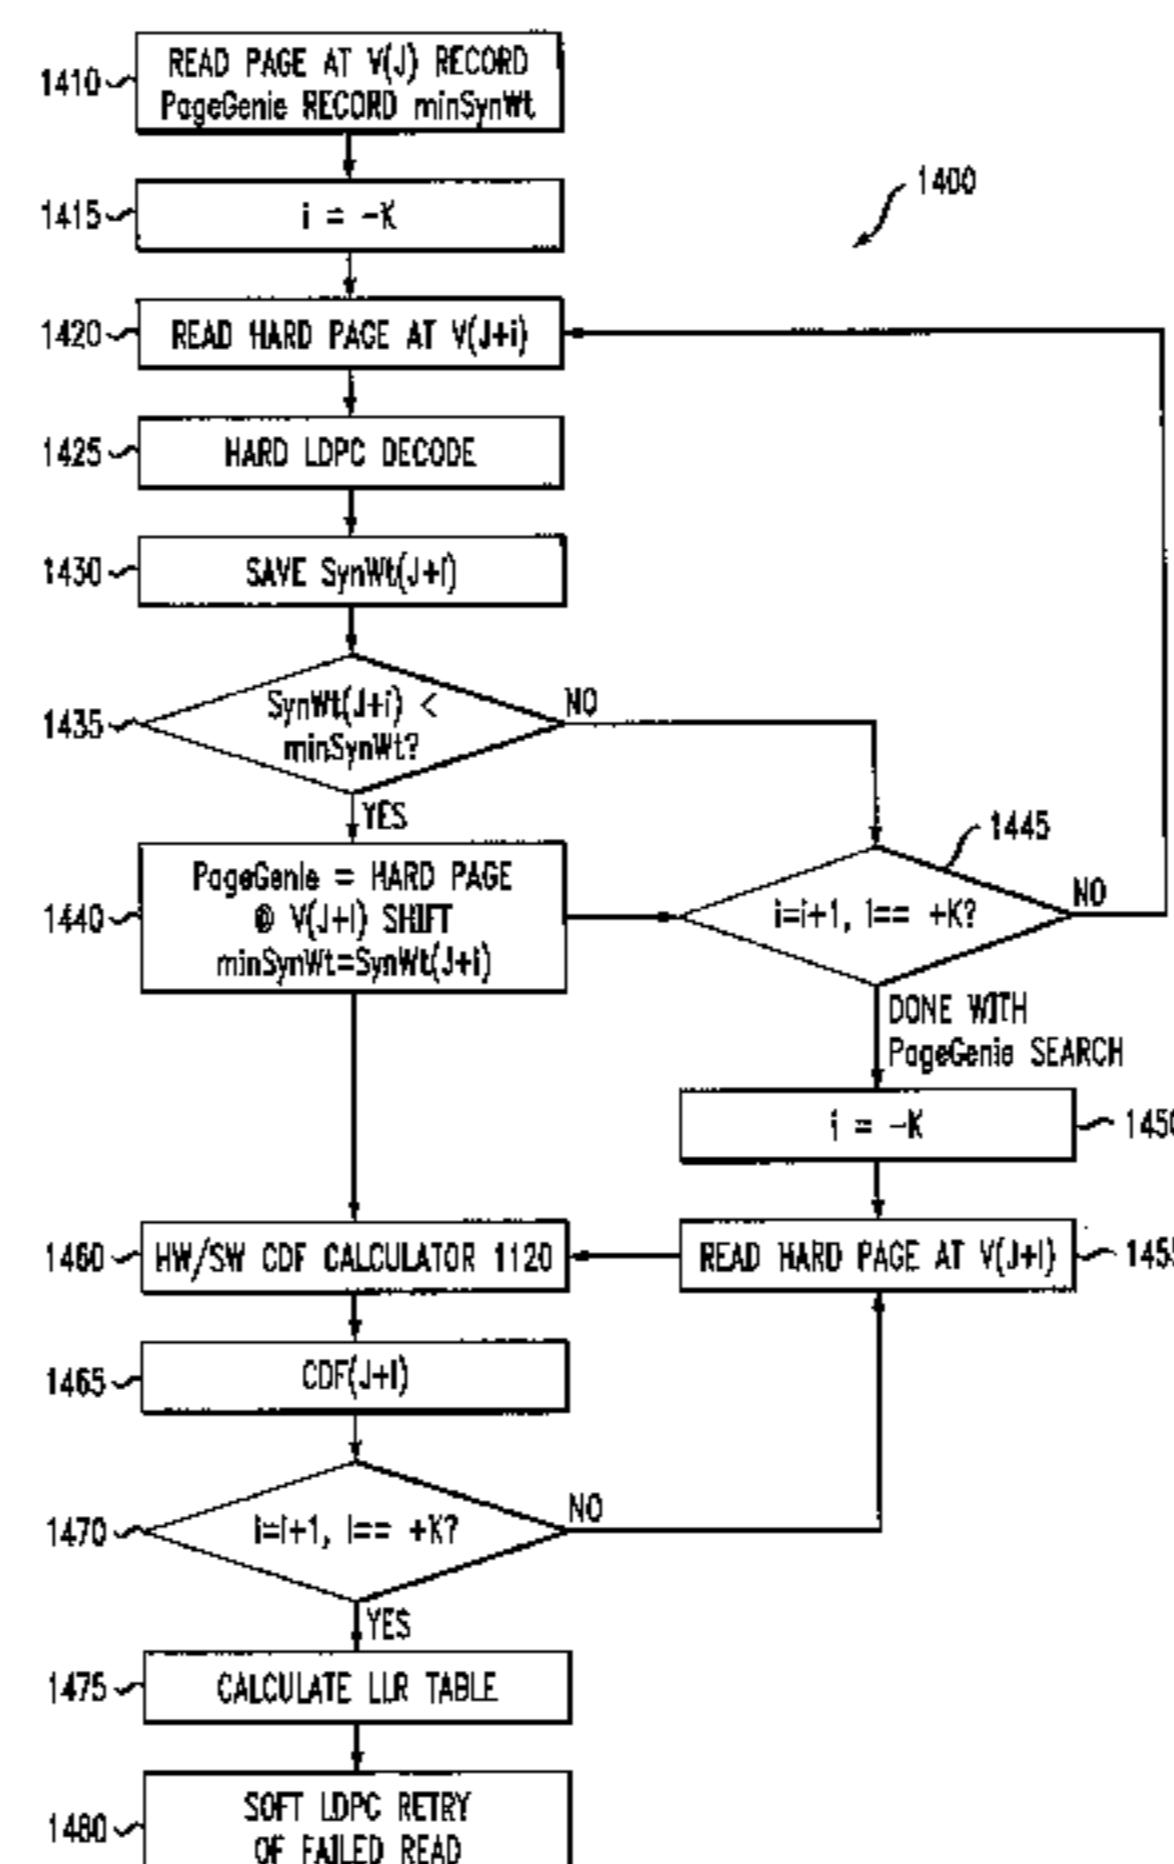 1410
READ PAGE AT V(J) RECORD
PageGenie RECORD minSynWt
1400
1415
i = -K
1420
READ HARD PAGE AT V(J+i)
1425
HARD LDPC DECODE
1430
SAVE SynWt(J+i)
1435
SynWt(J+i) <
minSynWt?
NO
YES
1440
PageGenie = HARD PAGE
@ V(J+i) SHIFT
minSynWt=SynWt(J+i)
1445
i=i+1, i== +K?
NO
DONE WITH
PageGenie SEARCH
i = -K
1450
1460
HW/SW CDF CALCULATOR 1120
READ HARD PAGE AT V(J+i)
1455
1465
CDF(J+i)
1470
i=i+1, i== +K?
NO
YES
1475
CALCULATE LLR TABLE
1480
SOFT LDPC RETRY
OF FAILED READ